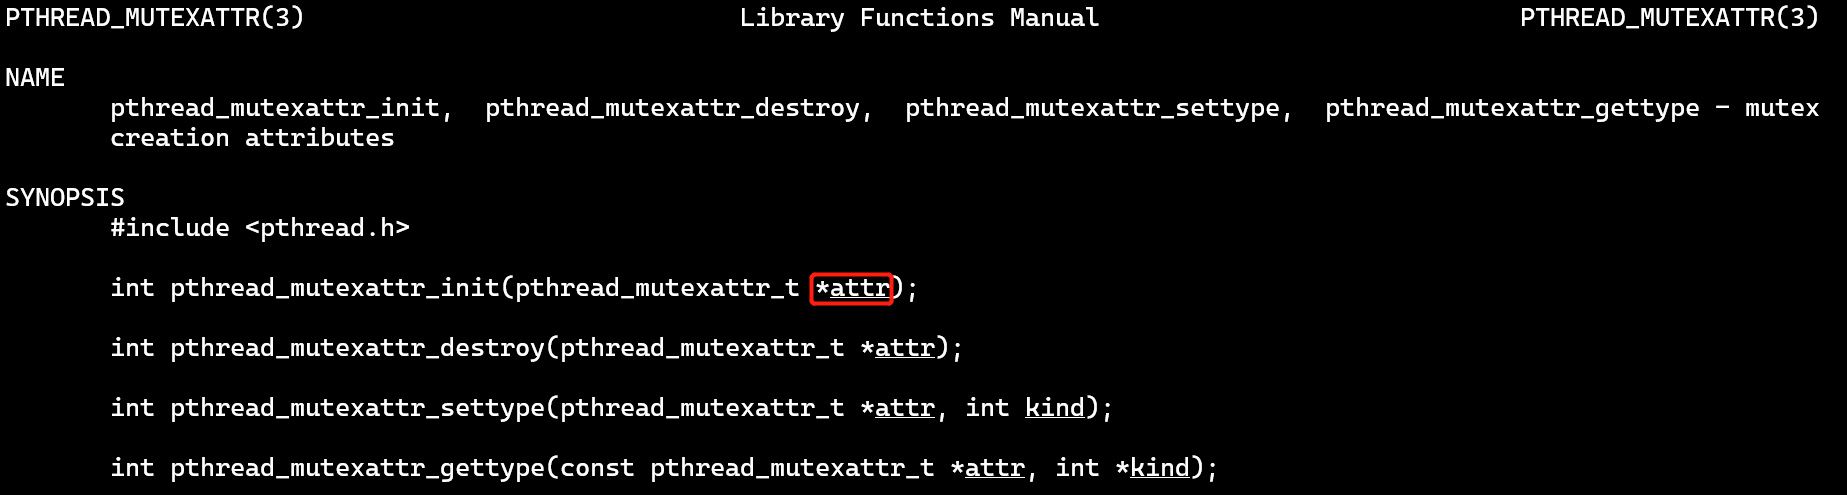 PTHREAD_MUTEXATTR(3) Library Functions Manual PTHREAD_MUTEXATTR(3)
NAME
pthread_mutexattr_init, pthread_mutexattr_destroy, pthread_mutexattr_settype, pthread_mutexattr_gettype - mutex
creation attributes
SYNOPSIS
#include <pthread.h>
int pthread_mutexattr_init(pthread_mutexattr_t *attr);
int pthread_mutexattr_destroy(pthread_mutexattr_t *attr);
int pthread_mutexattr_settype(pthread_mutexattr_t *attr, int kind);
int pthread_mutexattr_gettype(const pthread_mutexattr_t *attr, int *kind);